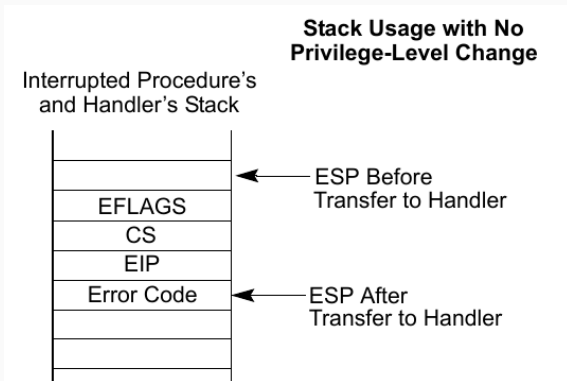 Stack Usage with No
Privilege-Level Change
Interrupted Procedure's
and Handler's Stack
ESP Before
Transfer to Handler
EFLAGS
CS
EIP
Error Code
ESP After
Transfer to Handler